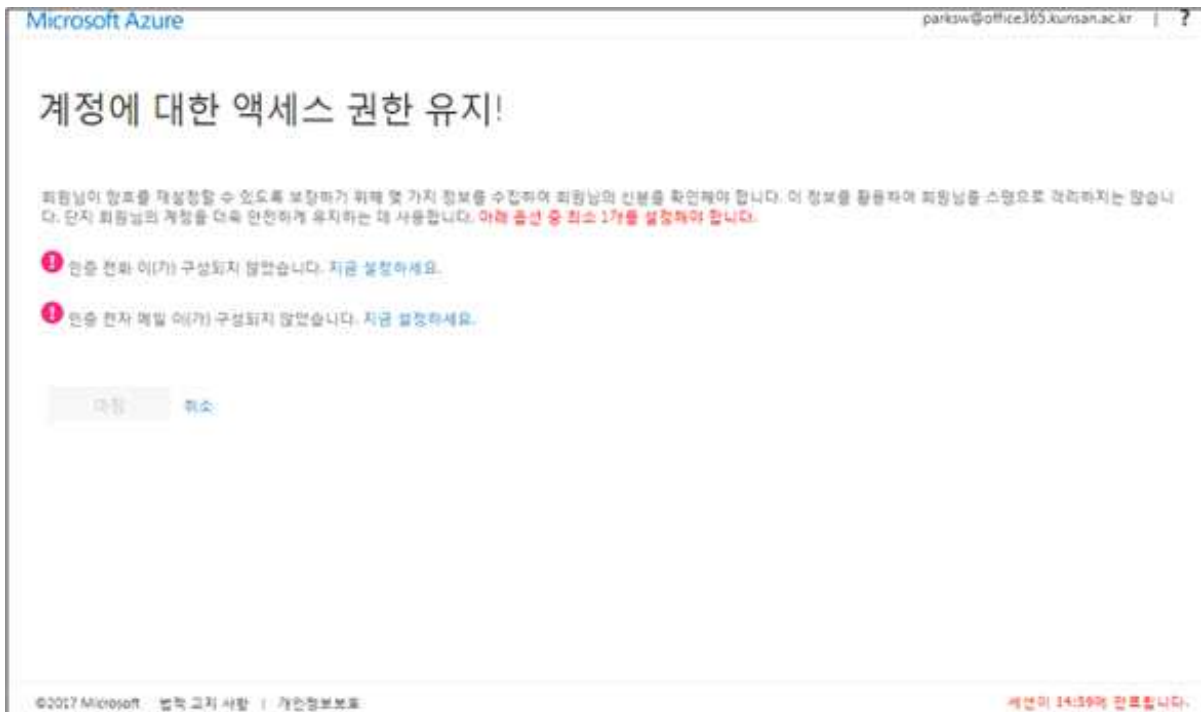 Microsoft Azure
parksw@office365.kunsan.ac.kr | ?
계정에 대한 액세스 권한 유지!
회원님이 암호를 재설정할 수 있도록 보장하기 위해 몇 가지 정보를 수집하여 회원님의 신분을 확인해야 합니다. 이 정보를 활용하여 회원님을 스팸으로 격리하지는 않습니
다. 단지 회원님의 계정을 더욱 안전하게 유지하는 데 사용합니다. 아래 옵션 중 최소 1개를 설정해야 합니다.
! 인증 전화 이(가) 구성되지 않았습니다. 지금 설정하세요.
! 인증 전자 메일 이(가) 구성되지 않았습니다. 지금 설정하세요.
마침 취소
©2017 Microsoft 법적 고지 사항 | 개인정보보호
세션이 14:59에 만료됩니다.